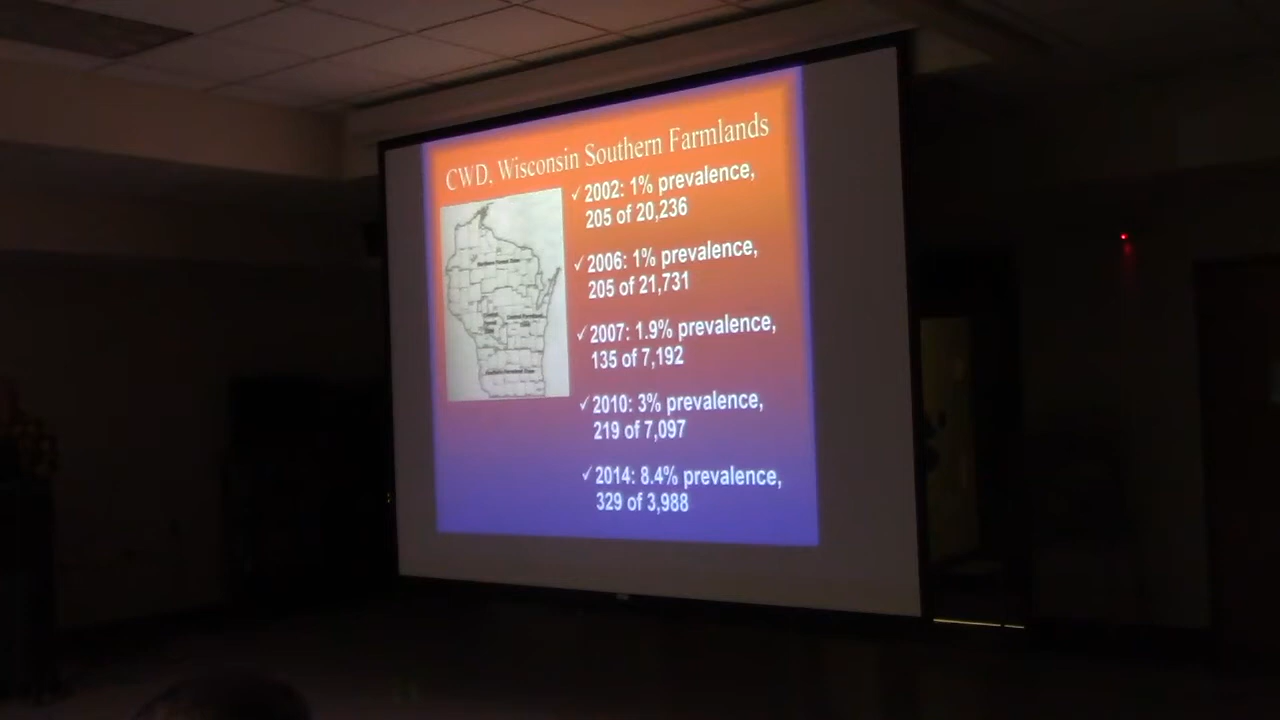 CWD, Wisconsin Southern Farmlands
✓ 2002: 1% prevalence,
205 of 20,236
✓ 2006: 1% prevalence,
205 of 21,731
✓ 2007: 1.9% prevalence,
135 of 7,192
✓ 2010: 3% prevalence,
219 of 7,097
✓ 2014: 8.4% prevalence,
329 of 3,988